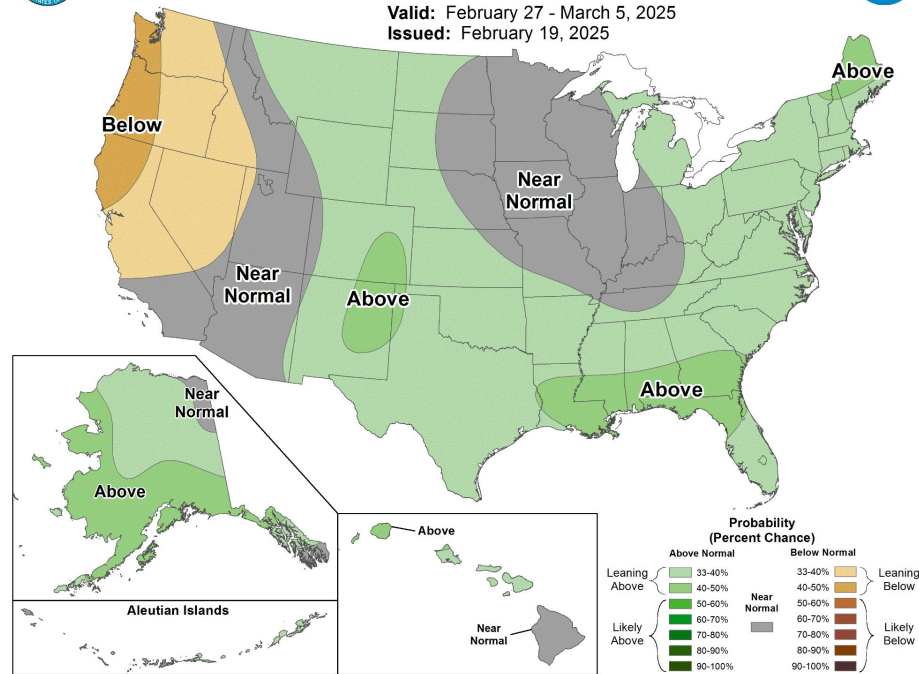 Valid: February 27 - March 5, 2025
Issued: February 19, 2025
Above
Below
Near
Normal
Near
Normal
Above
Above
Near
Normal
Above
Aleutian Islands
Above
Near
Normal
Probability
(Percent Chance)
Above Normal
Below Normal
Leaning
Above
33-40%
40-50%
Likely
Above
50-60%
60-70%
70-80%
80-90%
90-100%
Near
Normal
33-40%
40-50%
Leaning
Below
50-60%
60-70%
70-80%
80-90%
90-100%
Likely
Below